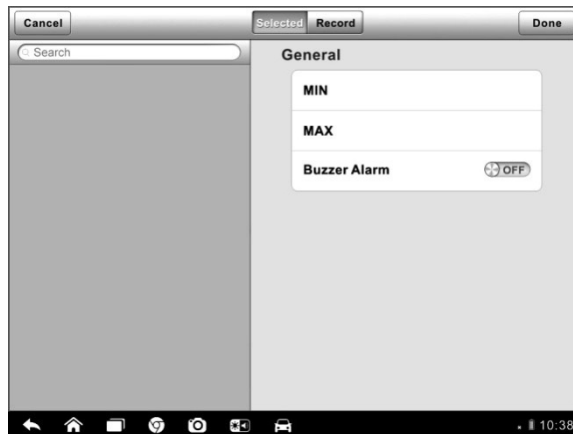 Cancel
Selected
Record
Done
Search
General
MIN
MAX
Buzzer Alarm
OFF
10:38